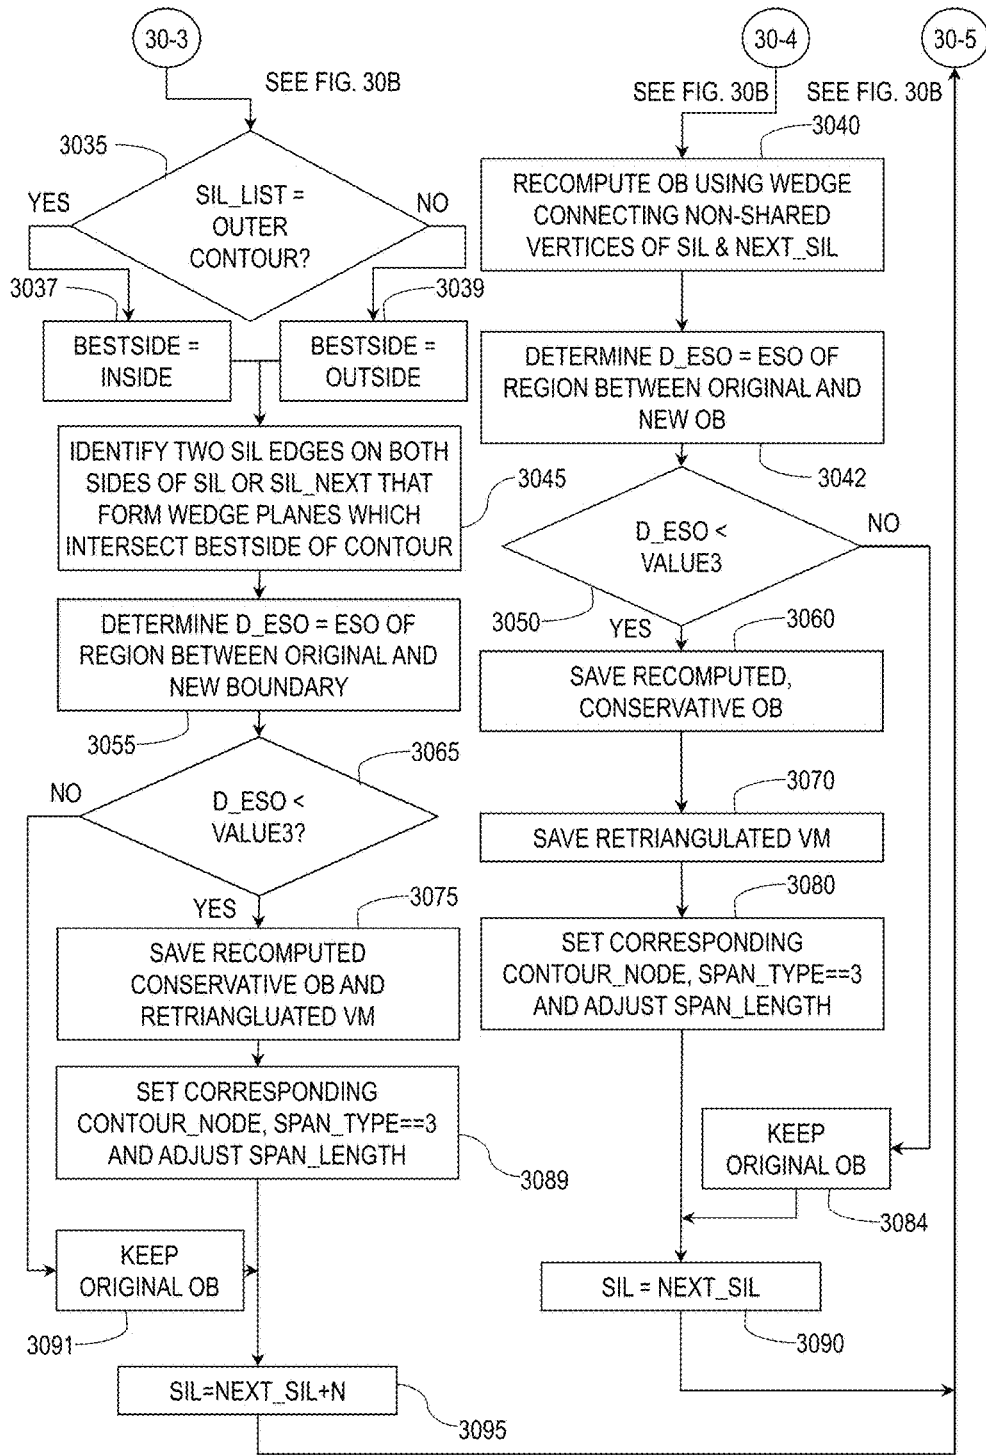 30-3
SEE FIG. 30B
3035
YES
SIL_LIST =
OUTER
CONTOUR?
NO
3037
3039
BESTSIDE =
INSIDE
BESTSIDE =
OUTSIDE
IDENTIFY TWO SIL EDGES ON BOTH
SIDES OF SIL OR SIL_NEXT THAT
FORM WEDGE PLANES WHICH
INTERSECT BESTSIDE OF CONTOUR
3045
DETERMINE D_ESO = ESO OF
REGION BETWEEN ORIGINAL AND
NEW BOUNDARY
3055
3065
NO
D_ESO <
VALUE3?
YES
3075
SAVE RECOMPUTED
CONSERVATIVE OB AND
RETRIANGLUATED VM
SET CORRESPONDING
CONTOUR_NODE, SPAN_TYPE==3
AND ADJUST SPAN_LENGTH
3089
KEEP
ORIGINAL OB
3091
SIL=NEXT_SIL+N
3095
30-4
SEE FIG. 30B
3040
RECOMPUTE OB USING WEDGE
CONNECTING NON-SHARED
VERTICES OF SIL & NEXT_SIL
DETERMINE D_ESO = ESO OF
REGION BETWEEN ORIGINAL AND
NEW OB
3042
D_ESO <
VALUE3
NO
3050
YES
3060
SAVE RECOMPUTED,
CONSERVATIVE OB
3070
SAVE RETRIANGULATED VM
3080
SET CORRESPONDING
CONTOUR_NODE, SPAN_TYPE==3
AND ADJUST SPAN_LENGTH
KEEP
ORIGINAL OB
3084
SIL = NEXT_SIL
3090
30-5
SEE FIG. 30B